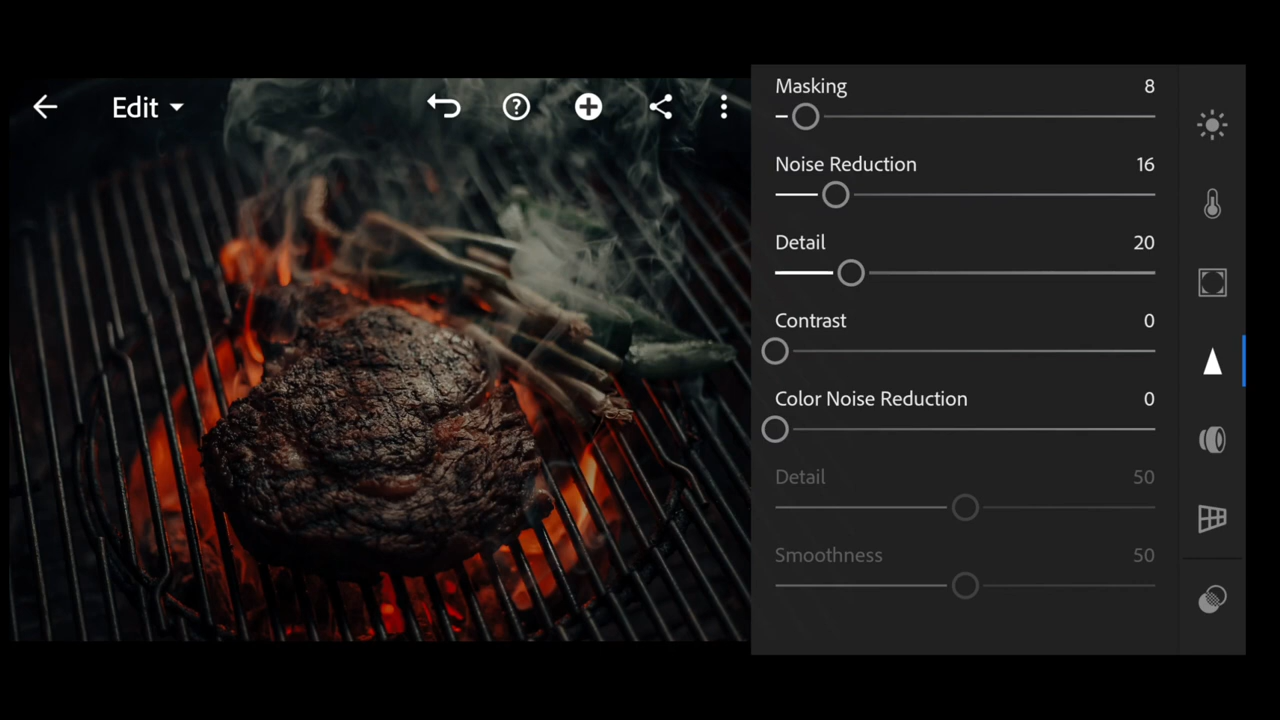 Edit
Masking 8
Noise Reduction 16
Detail 20
Contrast 0
Color Noise Reduction 0
Detail 50
Smoothness 50